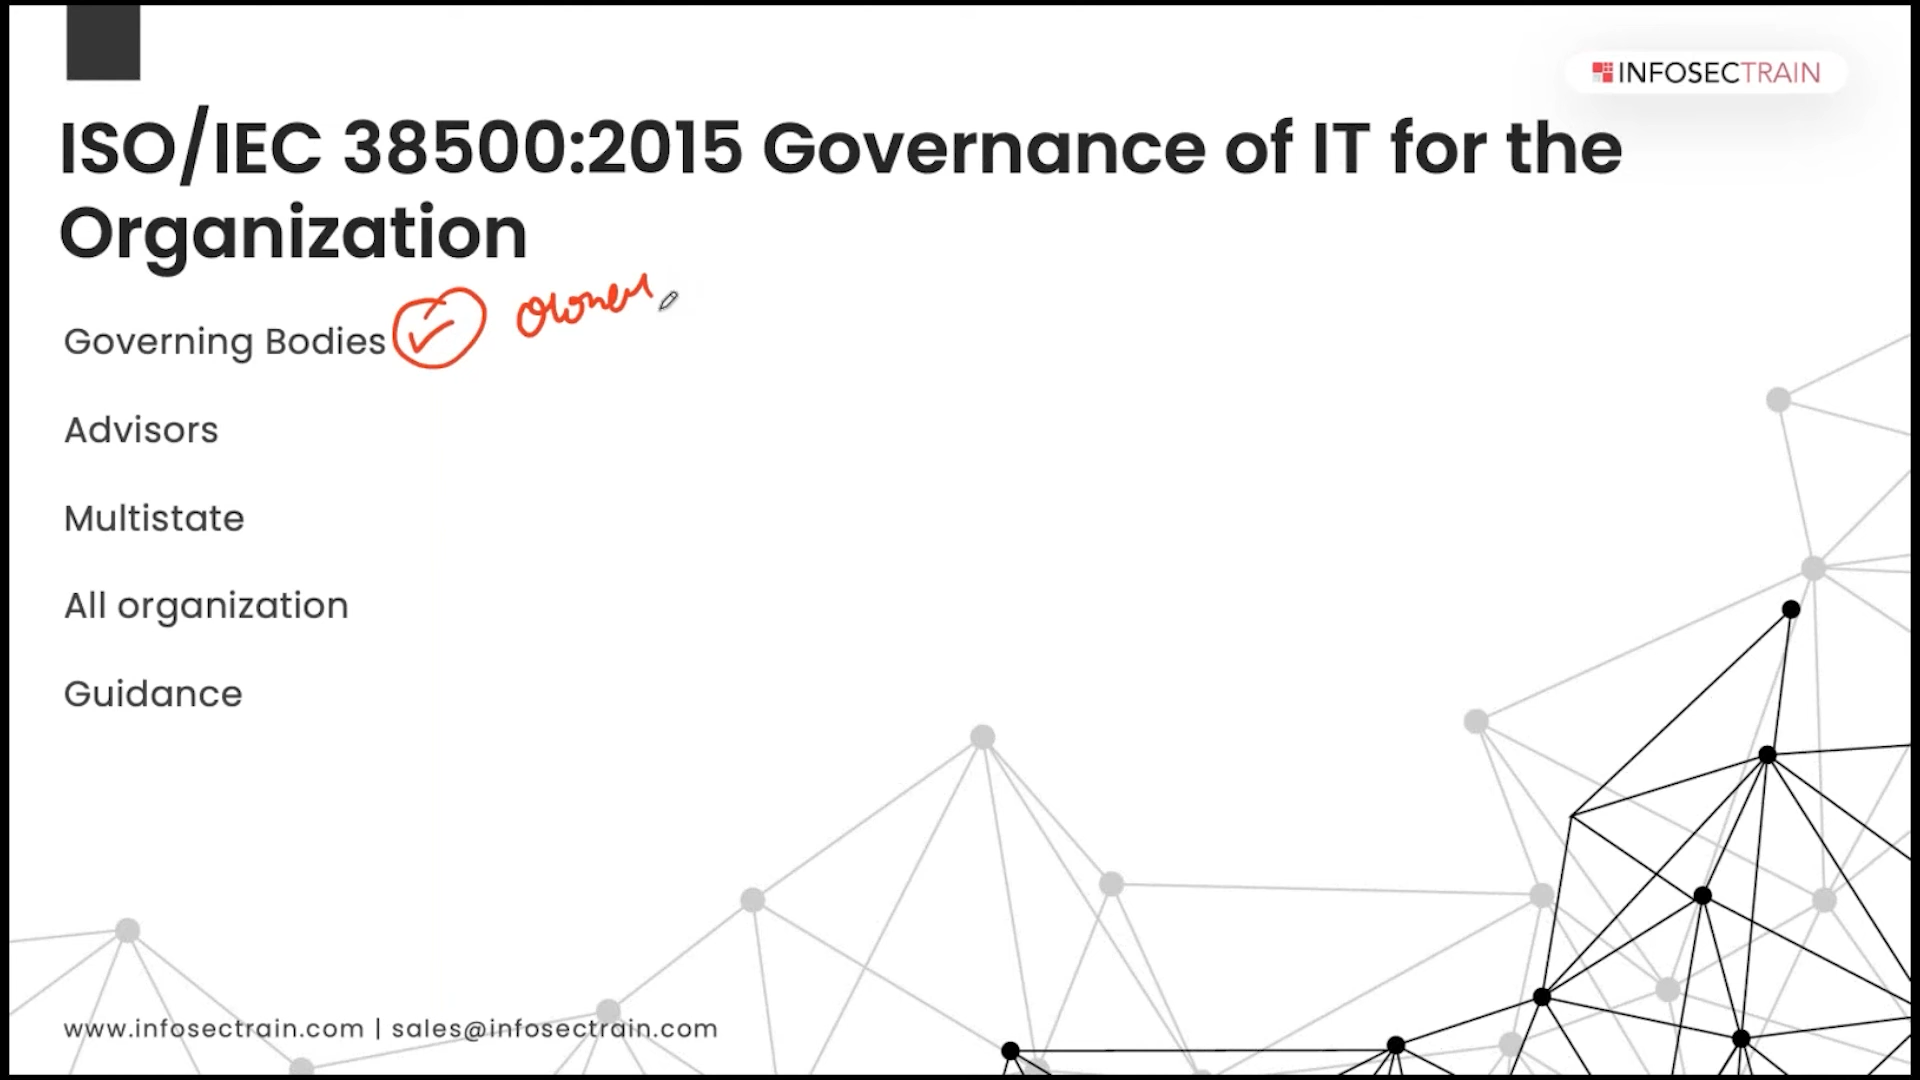 INFOSECTRAIN
ISO/IEC 38500:2015 Governance of IT for the
Organization
owner
Governing Bodies
Advisors
Multistate
All organization
Guidance
www.infosectrain.com | sales@infosectrain.com